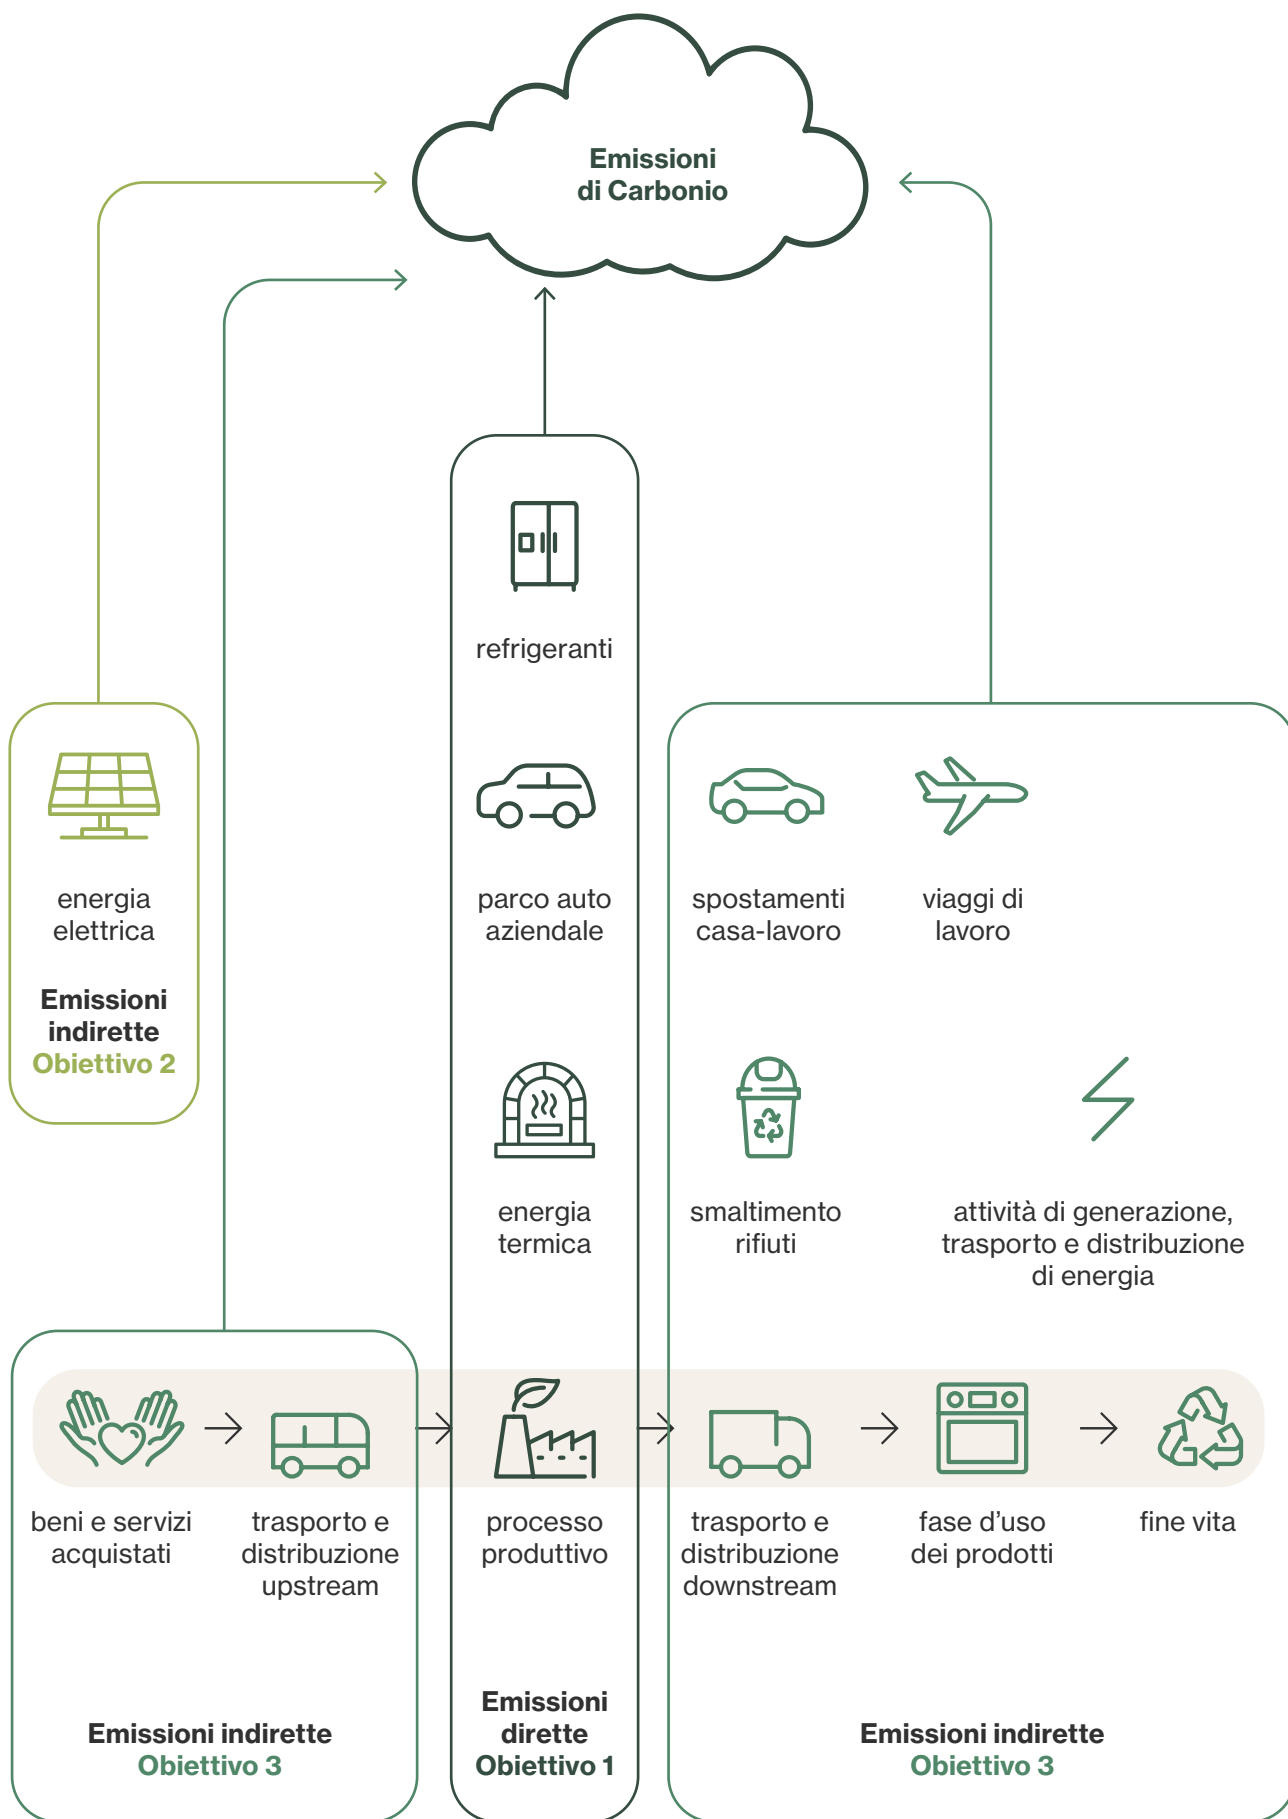 Emissioni
di Carbonio
refrigeranti
energia
elettrica
Emissioni
indirette
Obiettivo 2
parco auto
aziendale
spostamenti
casa-lavoro
viaggi di
lavoro
energia
termica
smaltimento
rifiuti
attività di generazione,
trasporto e distribuzione
di energia
beni e servizi
acquistati
trasporto e
distribuzione
upstream
processo
produttivo
trasporto e
distribuzione
downstream
fase d’uso
dei prodotti
fine vita
Emissioni indirette
Obiettivo 3
Emissioni
dirette
Obiettivo 1
Emissioni indirette
Obiettivo 3